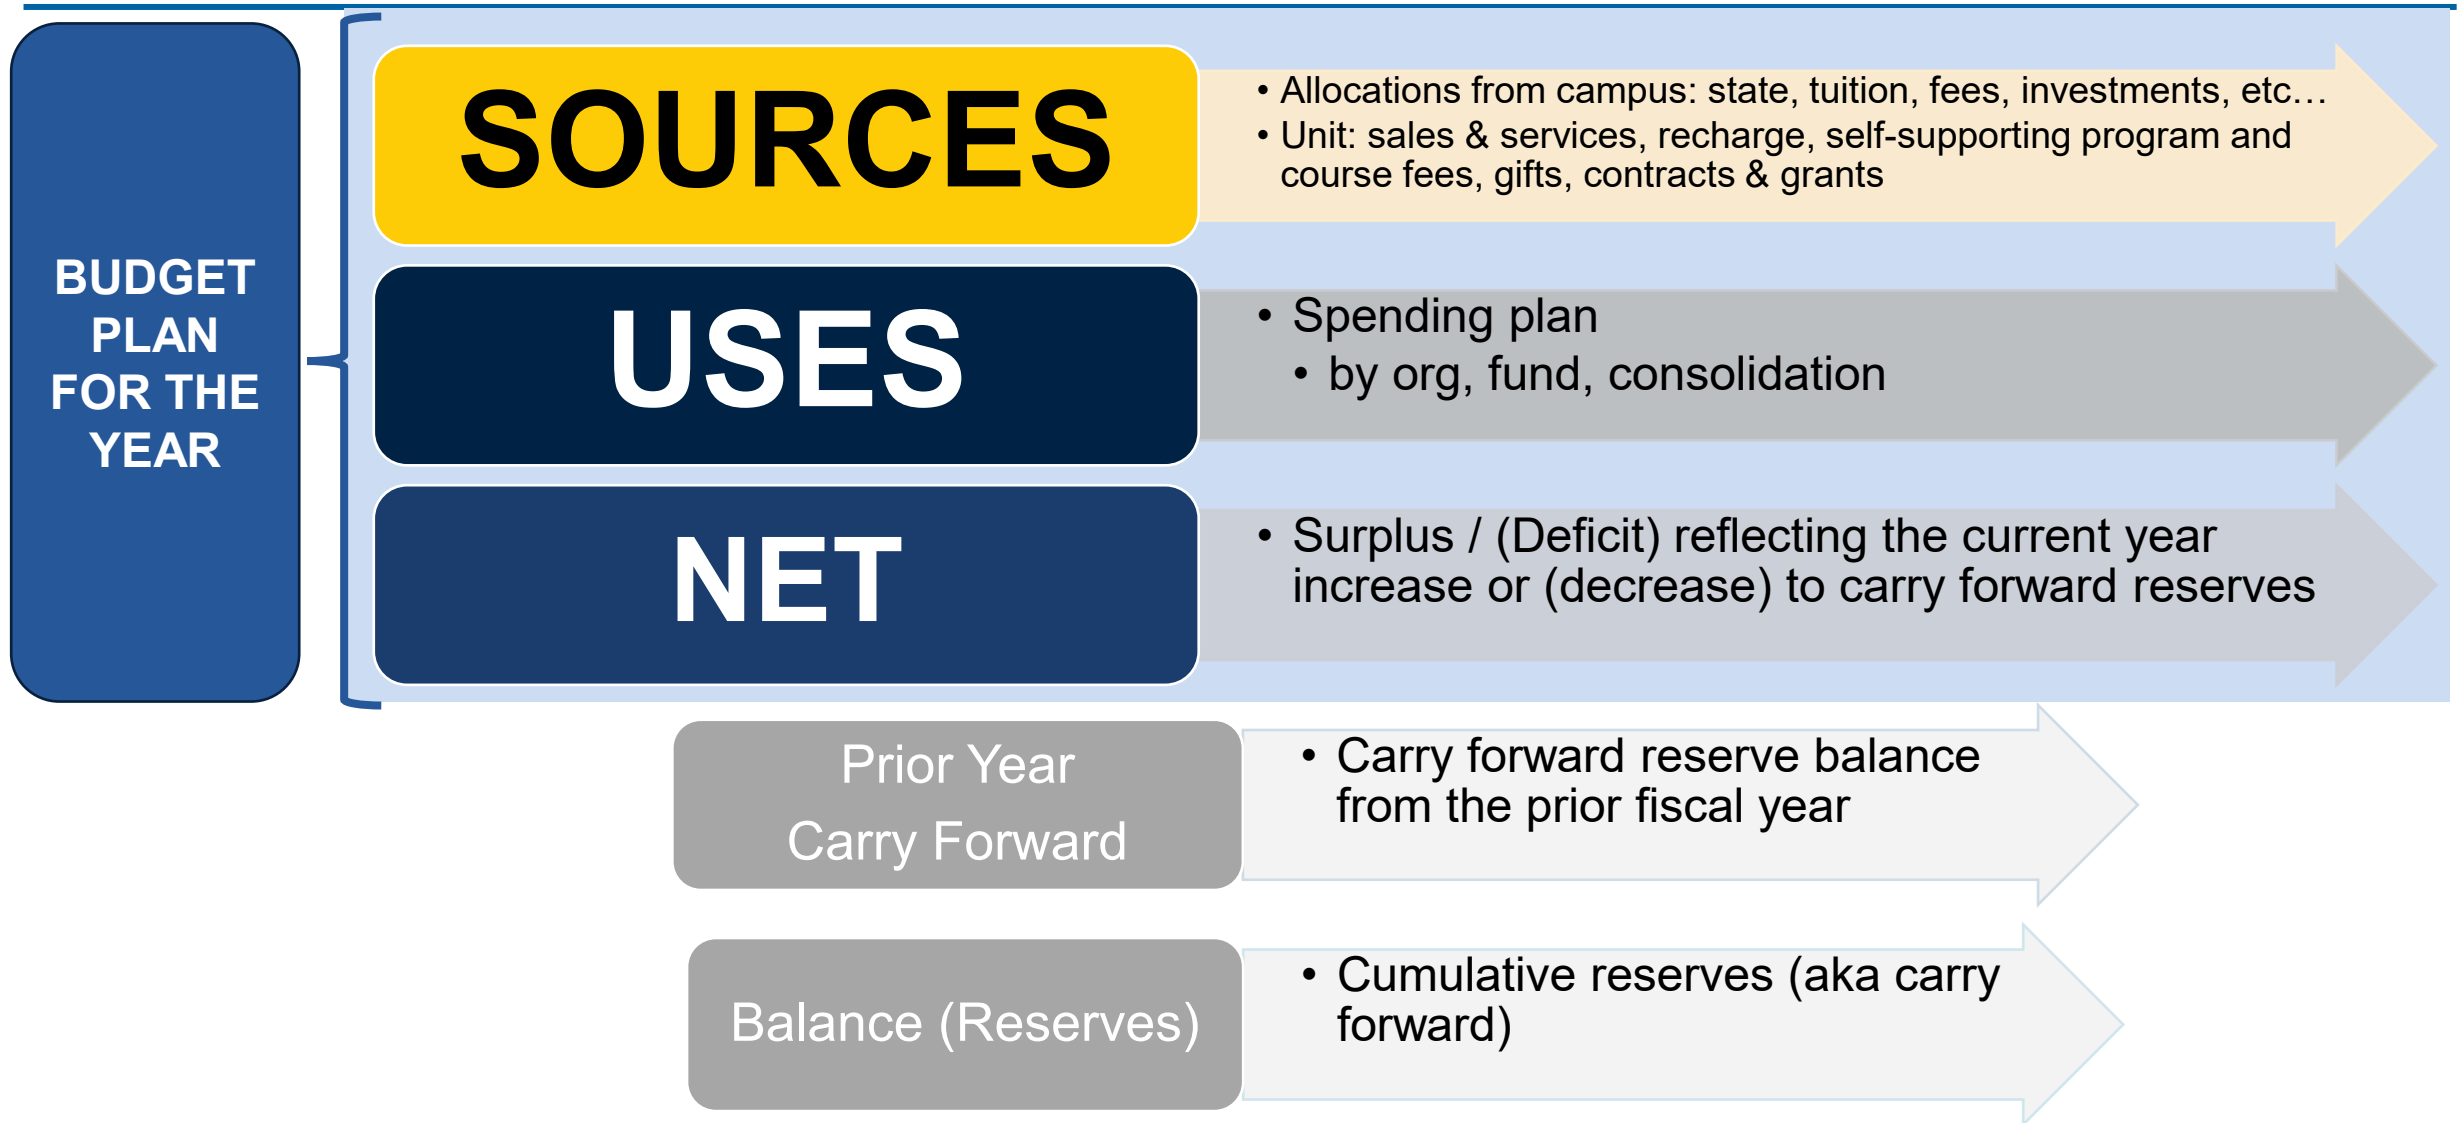 BUDGET
PLAN
FOR THE
YEAR
SOURCES
• Allocations from campus: state, tuition, fees, investments, etc…
• Unit: sales & services, recharge, self-supporting program and
course fees, gifts, contracts & grants
USES
• Spending plan
• by org, fund, consolidation
NET
• Surplus / (Deficit) reflecting the current year
increase or (decrease) to carry forward reserves
Prior Year
Carry Forward
• Carry forward reserve balance
from the prior fiscal year
Balance (Reserves)
• Cumulative reserves (aka carry
forward)